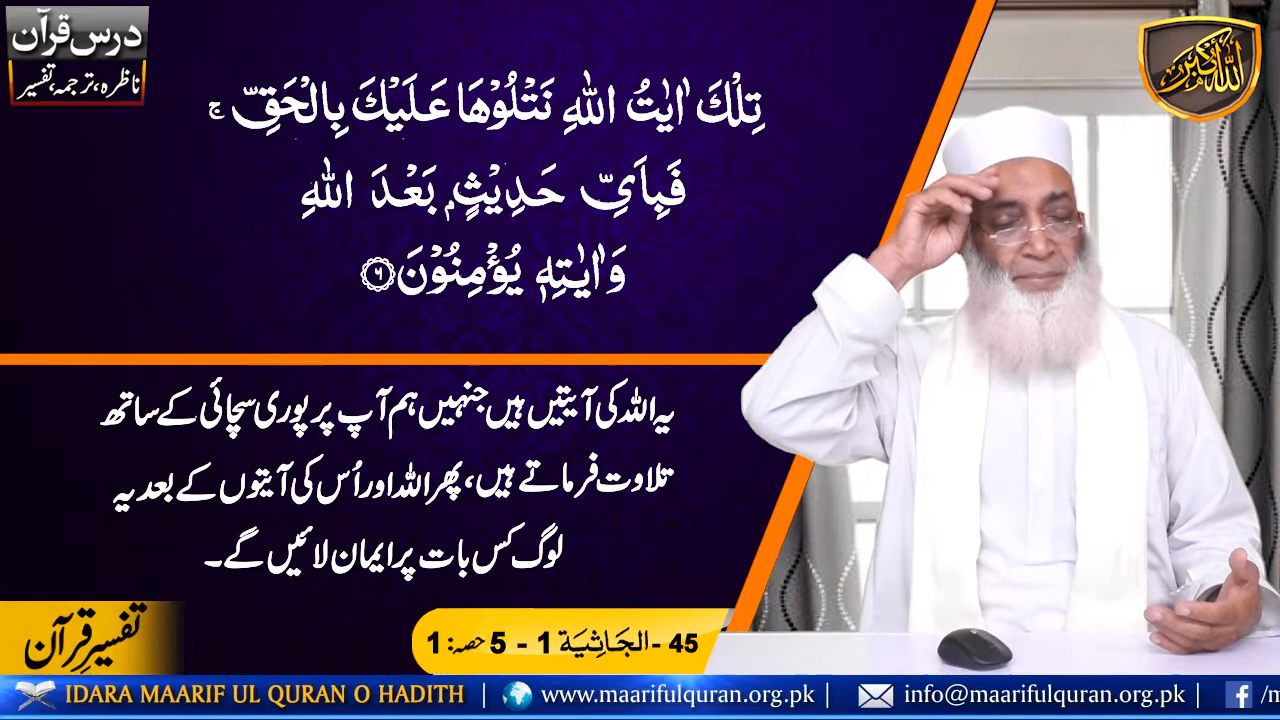 درس قرآن
ناظرہ، ترجمہ، تفسیر
اللہ اکبر
تِلْكَ اٰیٰتُ اللّٰهِ نَتْلُوْهَا عَلَیْكَ بِالْحَقِّ ۚ
فَبِاَیِّ حَدِیْثٍۭ بَعْدَ اللّٰهِ
وَ اٰیٰتِهٖ یُؤْمِنُوْنَ ۶
یہ اللہ کی آیتیں ہیں جنہیں ہم آپ پر پوری سچائی کے ساتھ
تلاوت فرماتے ہیں، پھر اللہ اور اُس کی آیتوں کے بعد یہ
لوگ کس بات پر ایمان لائیں گے۔
تفسیرِ قرآن
45 - الجَاثِيَة 1 - 5 حصہ: 1
IDARA MAARIF UL QURAN O HADITH | www.maarifulquran.org.pk | info@maarifulquran.org.pk | /m